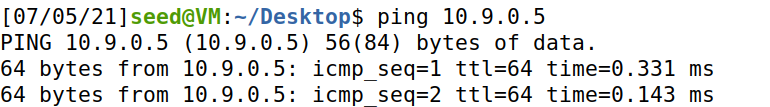 [07/05/21]seed@VM:~/Desktop$ ping 10.9.0.5
PING 10.9.0.5 (10.9.0.5) 56(84) bytes of data.
64 bytes from 10.9.0.5: icmp_seq=1 ttl=64 time=0.331 ms
64 bytes from 10.9.0.5: icmp_seq=2 ttl=64 time=0.143 ms